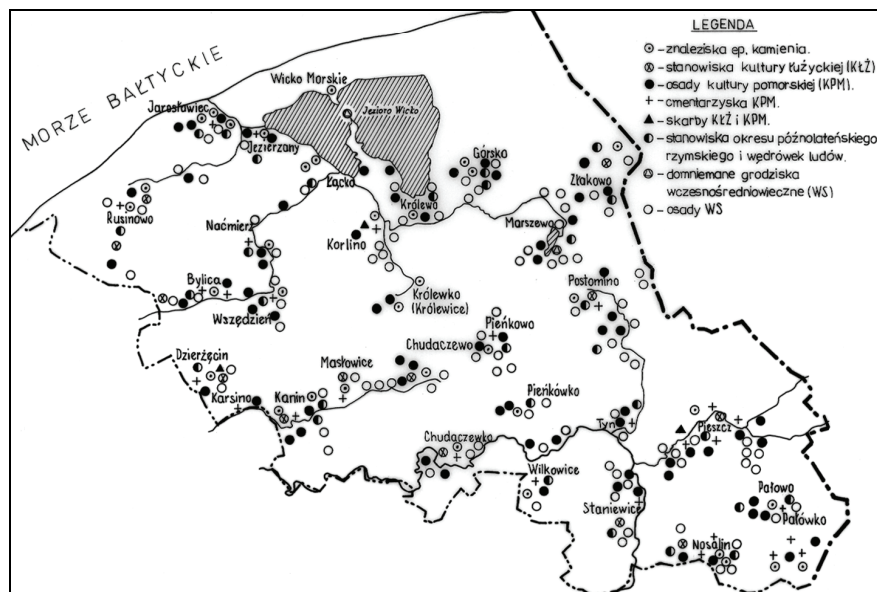 LEGENDA
znaleziska ep. kamienia.
stanowiska kultury łużyckiej (KŁŻ)
osady kultury pomorskiej (KPM).
cmentarzyska KPM.
skarby KŁŻ i KPM.
stanowiska okresu późnolateńskiego
rzymskiego i wędrówek ludów.
domniemane grodziska
wczesnośredniowieczne (WS)
osady WS
MORZE BAŁTYCKIE
Wicko Morskie
Jezioro Wicko
Jarosławiec
Jezierzany
Łącko
Górsko
Złakowo
Królewo
Rusinowo
Naćmierz
Korlino
Marszewo
Bylica
Królewko
(Królewice)
Postomino
Wszędzień
Pieńkowo
Chudaczewo
Dzierżęcin
Masłowice
Karsino
Kanin
Pieńkówko
Tyń
Pieszcz
Chudaczewko
Wilkowice
Staniewice
Pałowo
Pałówko
Nosalin